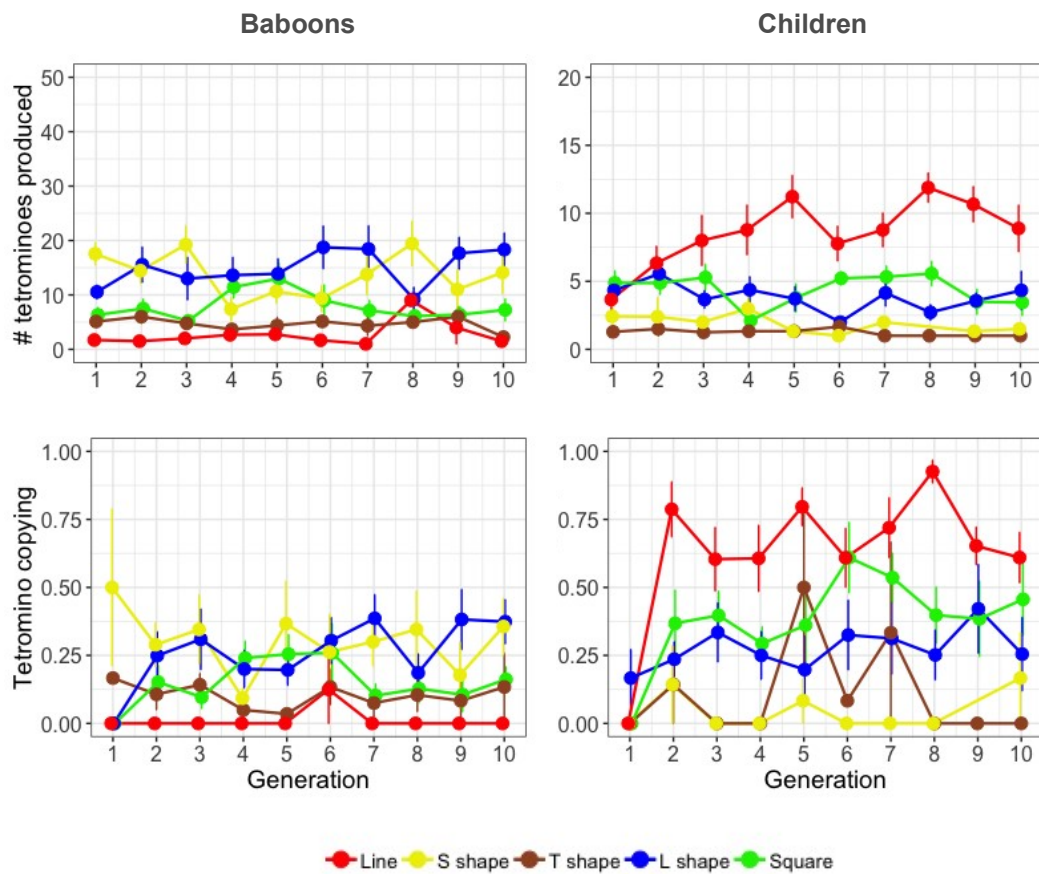 Baboons
Children
# tetrominoes produced
50
40
30
20
10
0
1 2 3 4 5 6 7 8 9 10
20
15
10
5
0
1 2 3 4 5 6 7 8 9 10
Tetromino copying
1.00
0.75
0.50
0.25
0.00
1 2 3 4 5 6 7 8 9 10
Generation
1.00
0.75
0.50
0.25
0.00
1 2 3 4 5 6 7 8 9 10
Generation
Line S shape T shape L shape Square